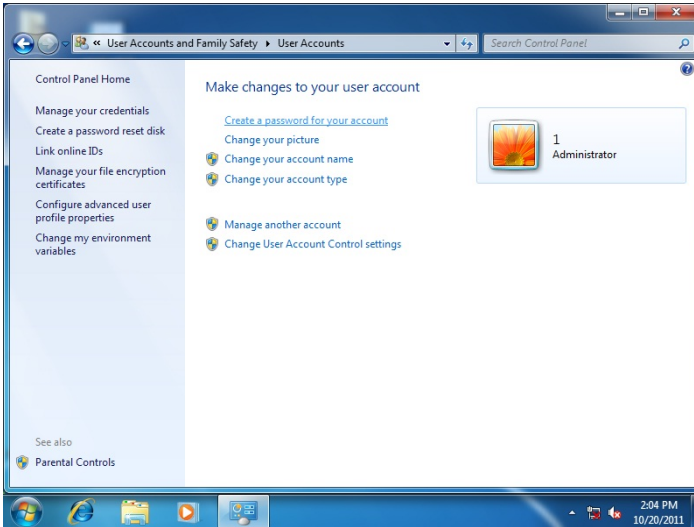 « User Accounts and Family Safety ▸ User Accounts
Search Control Panel
Control Panel Home
Manage your credentials
Create a password reset disk
Link online IDs
Manage your file encryption
certificates
Configure advanced user
profile properties
Change my environment
variables
See also
Parental Controls
Make changes to your user account
Create a password for your account
Change your picture
Change your account name
Change your account type
Manage another account
Change User Account Control settings
1
Administrator
2:04 PM
10/20/2011